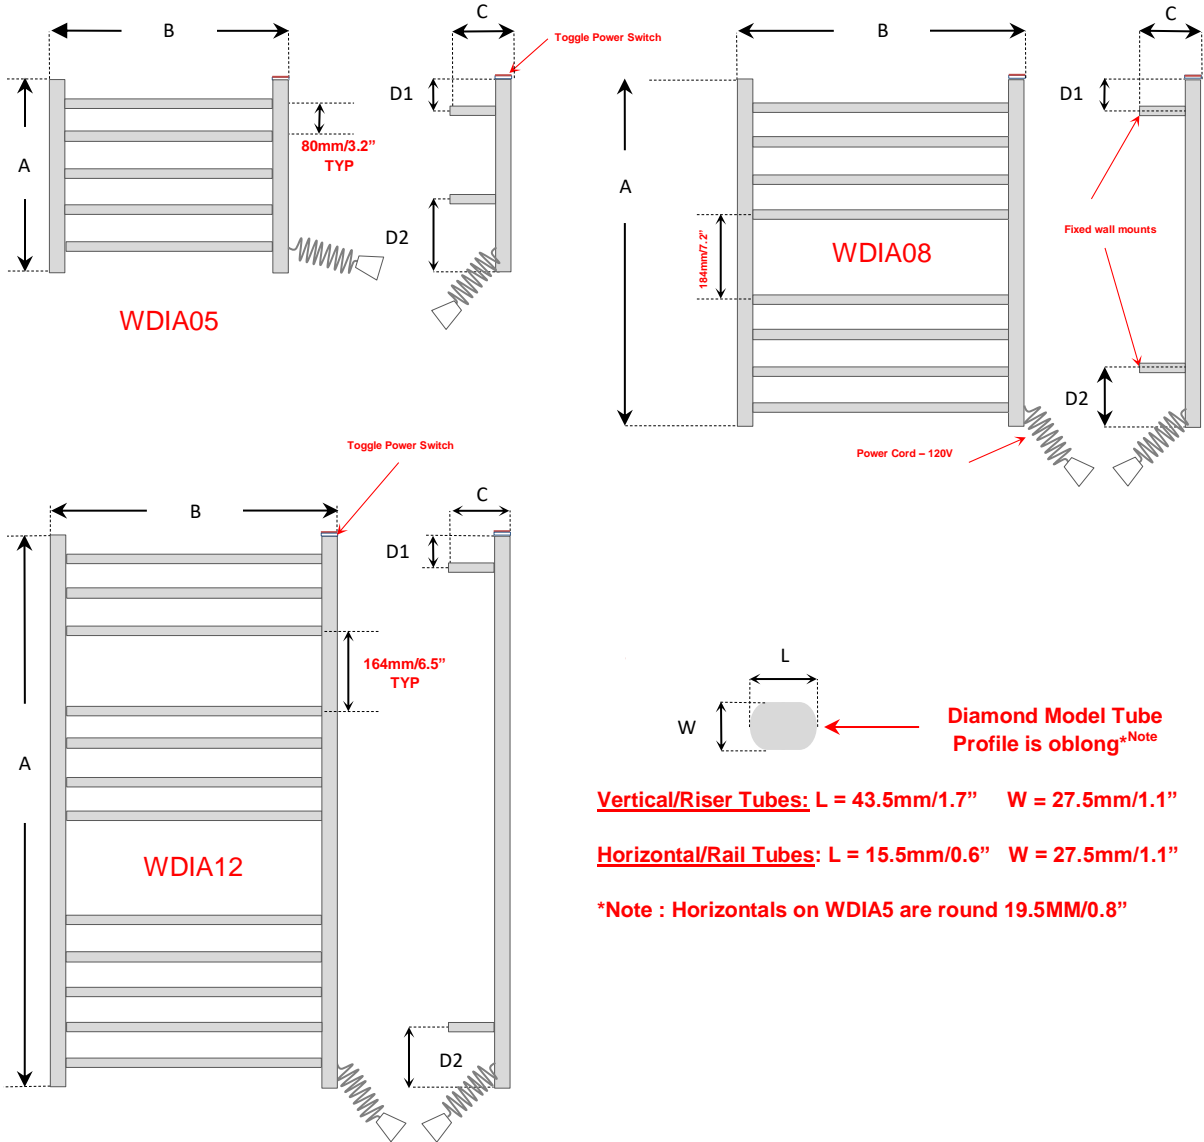 B
C
Toggle Power Switch
A
80mm/3.2”
TYP
D1
D2
WDIA05
B
C
A
D1
184mm/7.2"
WDIA08
Fixed wall mounts
D2
Power Cord – 120V
Toggle Power Switch
B
C
D1
A
164mm/6.5”
TYP
WDIA12
D2
L
W
Diamond Model Tube
Profile is oblong*Note
Vertical/Riser Tubes: L = 43.5mm/1.7” W = 27.5mm/1.1”
Horizontal/Rail Tubes: L = 15.5mm/0.6” W = 27.5mm/1.1”
*Note : Horizontals on WDIA5 are round 19.5MM/0.8”